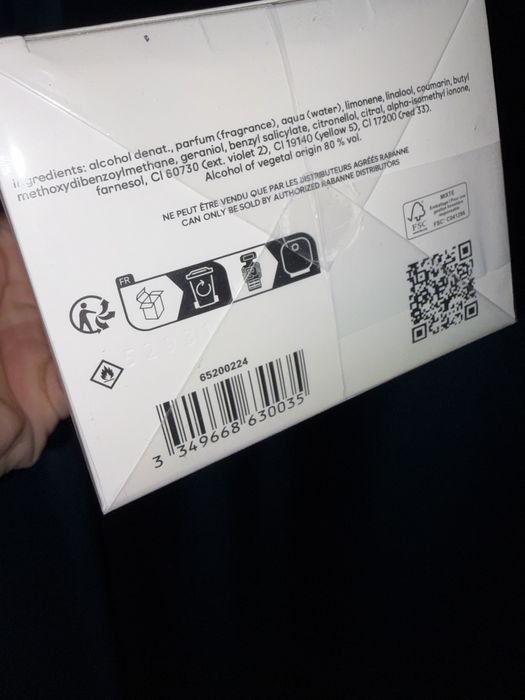 ingredients: alcohol denat., parfum (fragrance), aqua (water), limonene, linalool, coumarin, butyl
methoxydibenzoylmethane, geraniol, benzyl salicylate, citronellol, citral, alpha-isomethyl ionone,
farnesol, CI 60730 (ext. violet 2), CI 19140 (yellow 5), CI 17200 (red 33).
Alcohol of vegetal origin 80 % vol.
NE PEUT ÊTRE VENDU QUE PAR LES DISTRIBUTEURS AGRÉÉS RABANNE
CAN ONLY BE SOLD BY AUTHORIZED RABANNE DISTRIBUTORS
FSC
MIXTE
FSC® C041266
FR
65200224
3 349668 630035